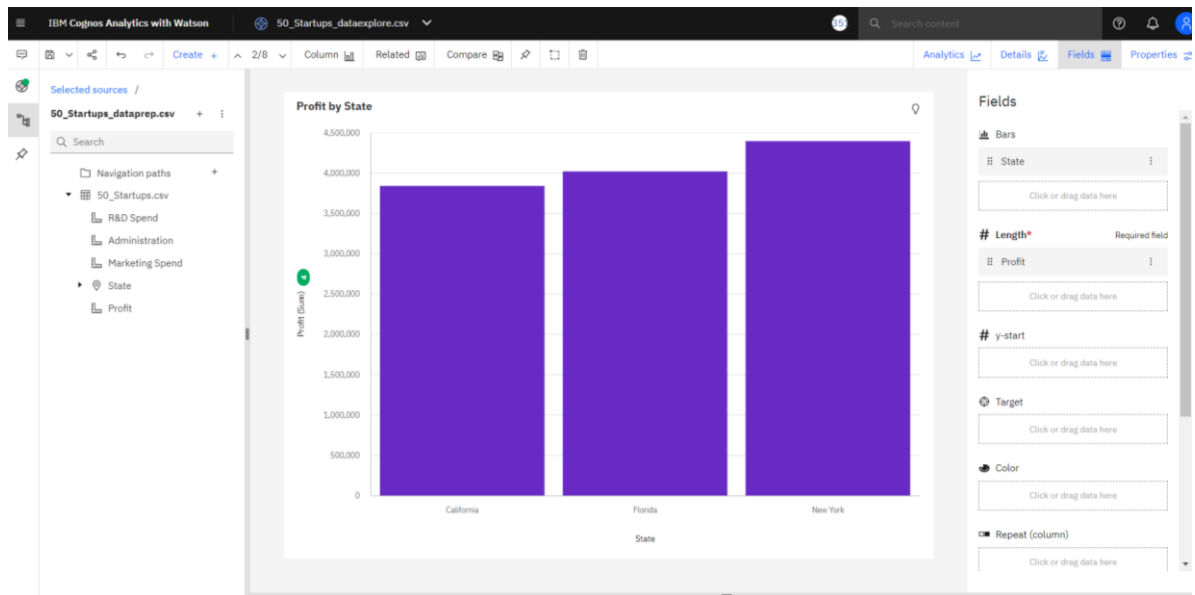 IBM Cognos Analytics with Watson
50_Startups_dataexplore.csv
Search content
Create +
2/8
Column
Related
Compare
Analytics
Details
Fields
Properties
Selected sources /
50_Startups_dataprep.csv
Search
Navigation paths
50_Startups.csv
R&D Spend
Administration
Marketing Spend
State
Profit
Profit by State
Profit (Sum)
4,500,000
4,000,000
3,500,000
3,000,000
2,500,000
2,000,000
1,500,000
1,000,000
500,000
0
California
Florida
New York
State
Fields
Bars
State
Click or drag data here
# Length* Required field
Profit
Click or drag data here
# y-start
Click or drag data here
Target
Click or drag data here
Color
Click or drag data here
Repeat (column)
Click or drag data here